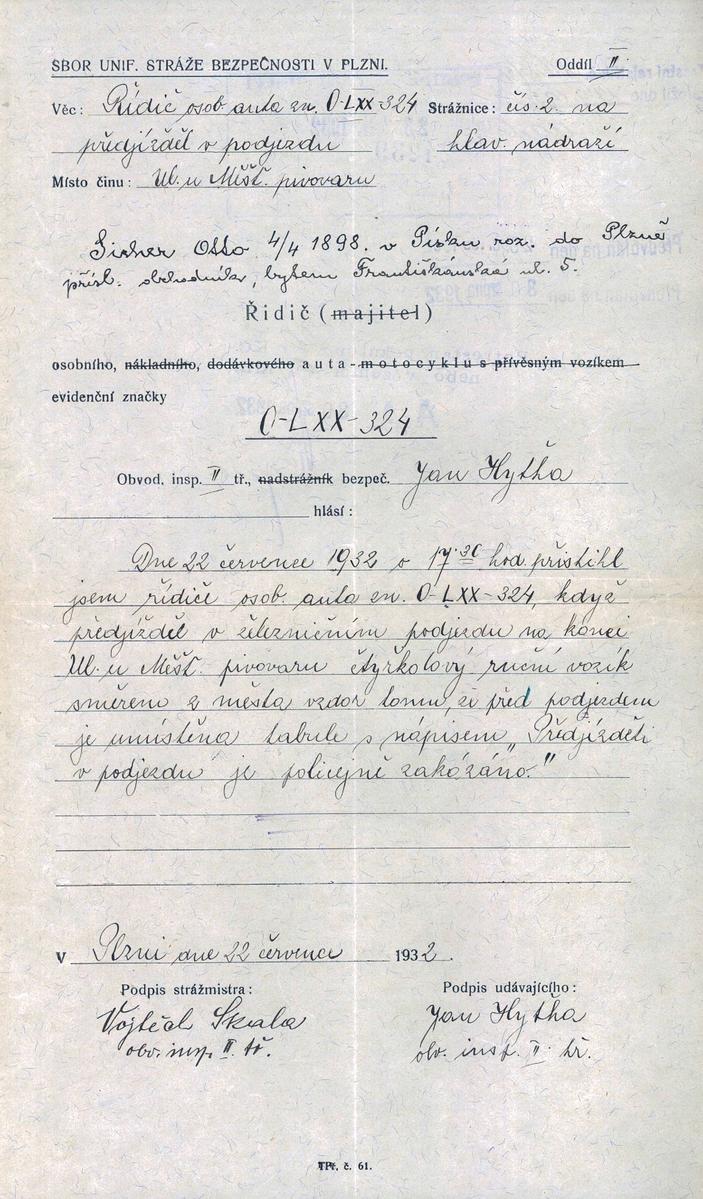 SBOR UNIF. STRÁŽE BEZPEČNOSTI V PLZNI. Oddíl II
Věc: Řidič osob auta zn. O-LXX-324 Strážnice: čís. 2. na
předjížděl v podjezdu hlav. nádraží
Místo činu: Ul. u Měšť. pivovaru
Sicher Otto 4/4 1898. v Písku roz. do Plzně
přísl. obchodník, bytem Františkánska ul. 5.
Řidič (majitel)
osobního, nákladního, dodávkového auta-motocyklu s přívěsným vozíkem
evidenční značky
O-LXX-324
Obvod. insp. II tř., nadstrážník bezpeč. Jan Hytha
hlásí:
Dne 22 července 1932 o 17.30 hod. přistihl
jsem řidiče osob. auta zn. O-LXX-324, když
předjížděl v železničním podjezdu na konci
Ul. u Měšť. pivovaru čtyřkolový ruční vozík
směrem z města vzdor tomu, že před podjezdem
je umístěna tabule s nápisem „Předjížděti
v podjezdu je policejně zakázáno."
V Plzni dne 22 července 1932.
Podpis strážmistra: Podpis udávajícího:
Vojtěch Skala Jan Hytha
obv. insp. II. tř. obv. insp. II. tř.
č. 61.